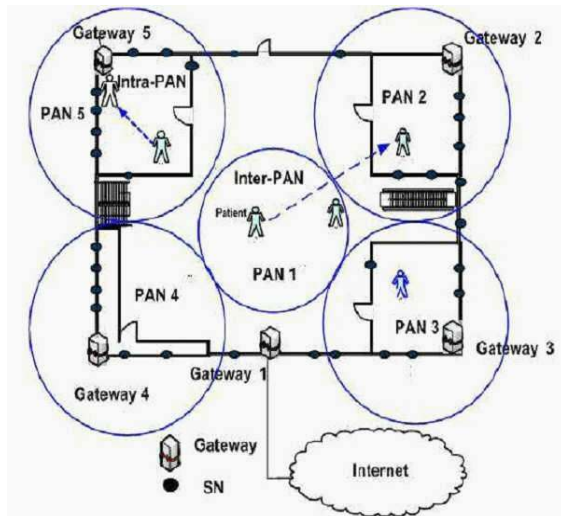 Gateway 5
Gateway 2
Intra-PAN
PAN 5
PAN 2
Inter-PAN
Patient
PAN 1
PAN 4
PAN 3
Gateway 3
Gateway 1
Gateway 4
Gateway
SN
Internet